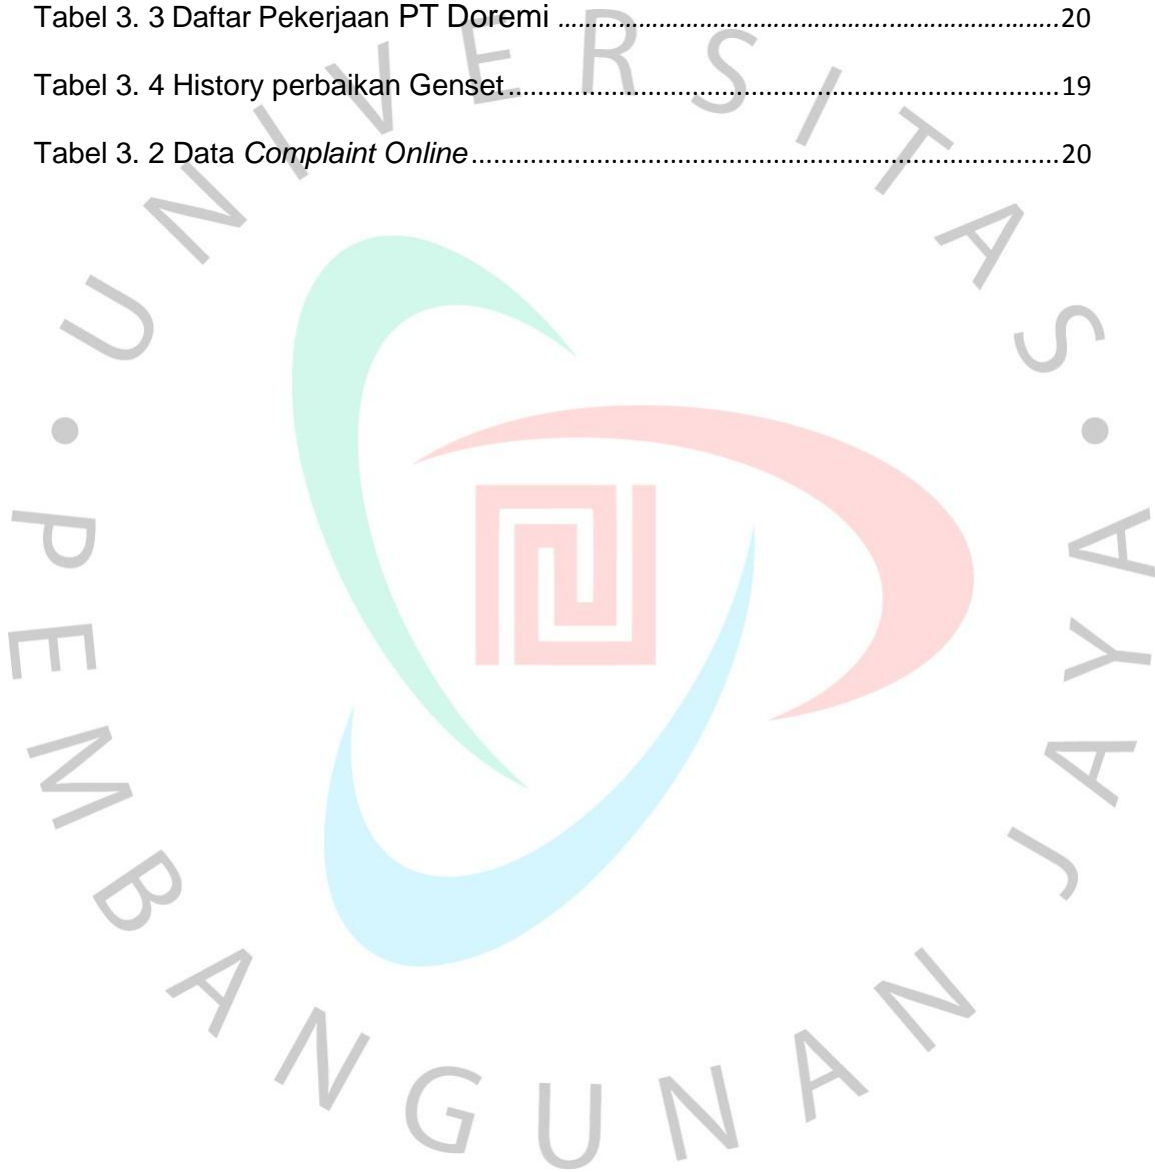 Tabel 3. 3 Daftar Pekerjaan PT Doremi ........................................................................20
Tabel 3. 4 History perbaikan Genset..........................................................................19
Tabel 3. 2 Data Complaint Online...............................................................................20
• UNIVERSITAS • PEMBANGUNAN JAYA